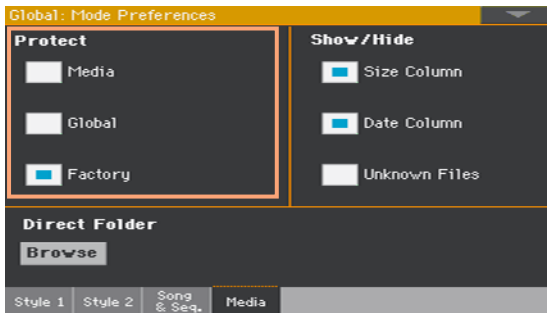 Global: Mode Preferences
Protect
Media
Global
Factory
Show/Hide
Size Column
Date Column
Unknown Files
Direct Folder
Browse
Style 1
Style 2
Song
& Seq.
Media